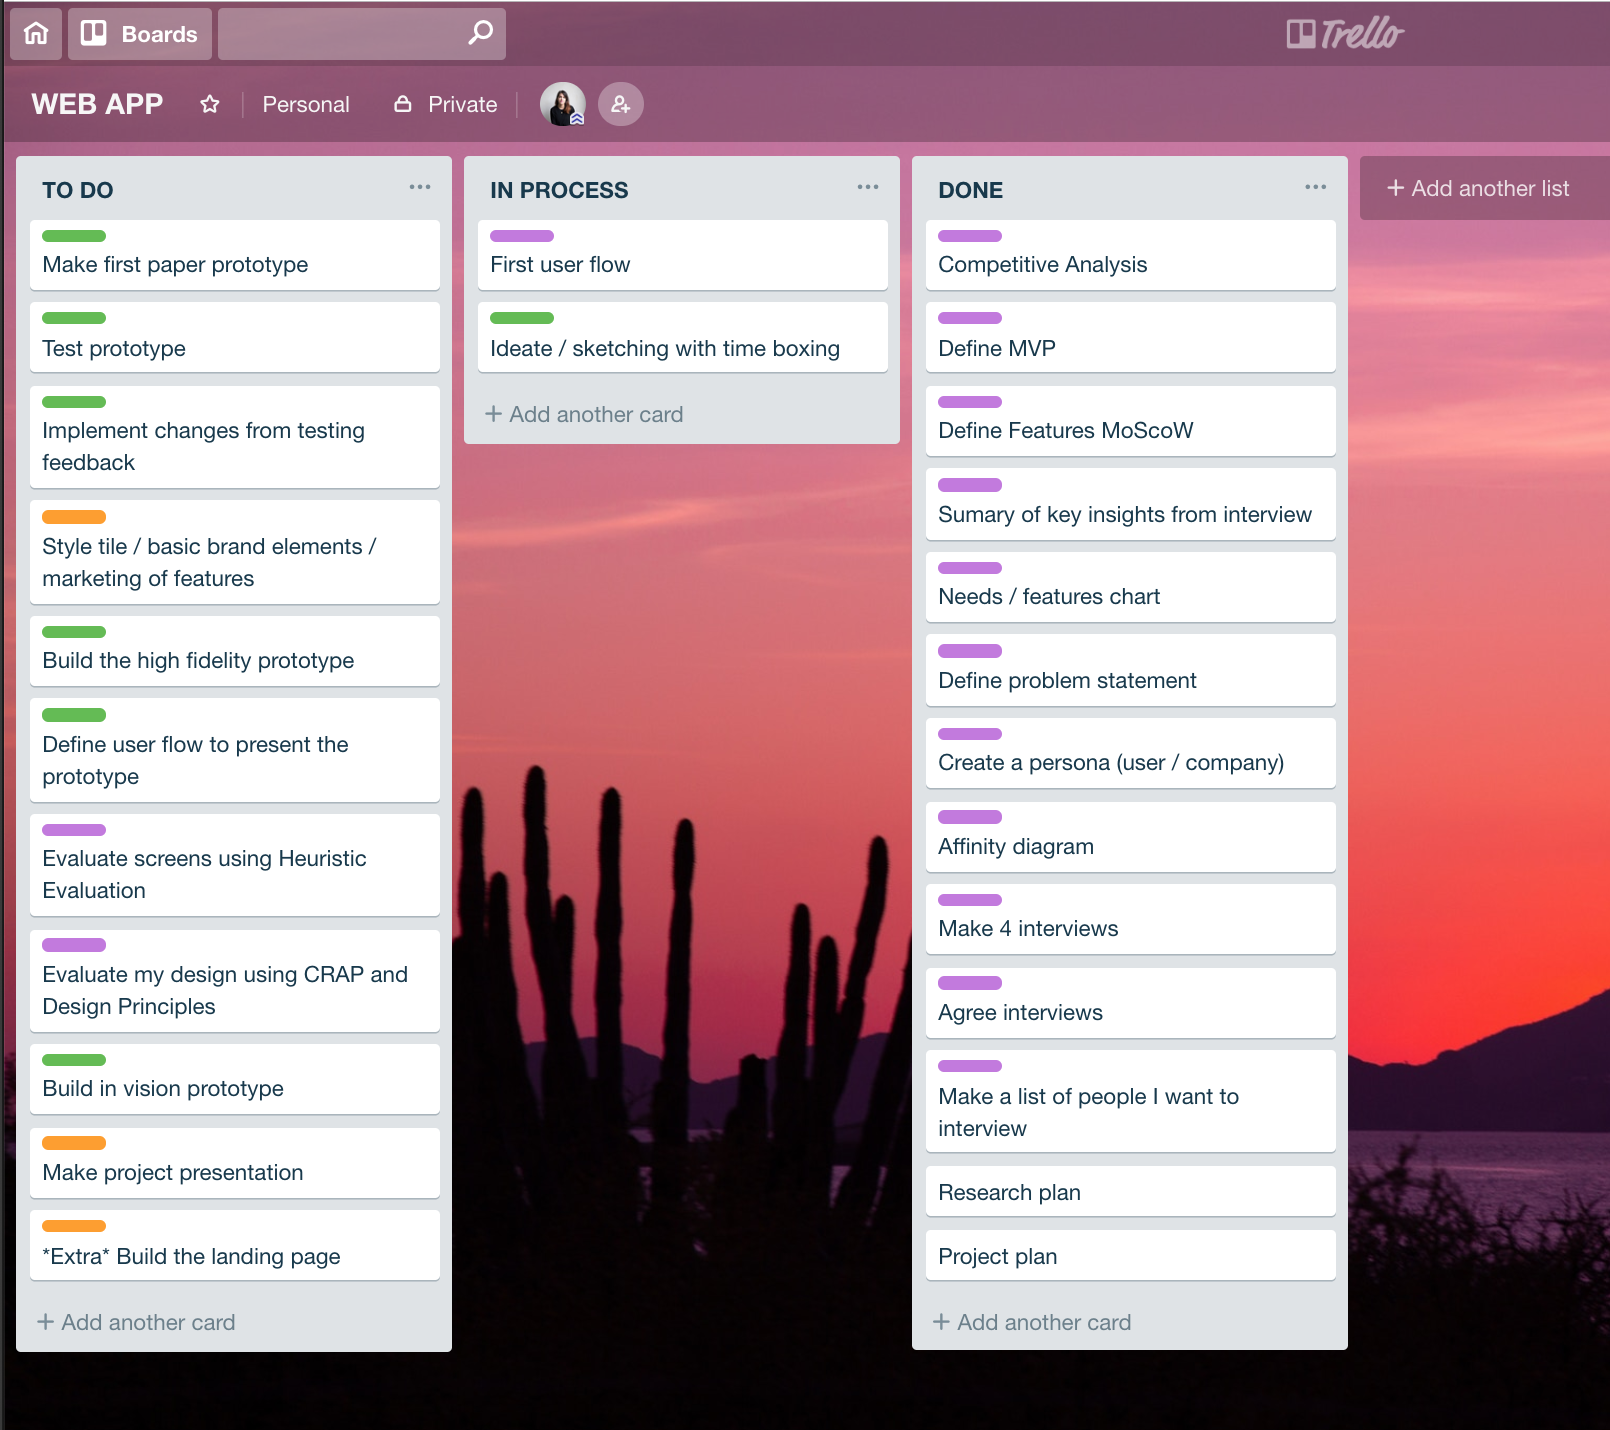 Boards
Trello
WEB APP
Personal
Private
TO DO
Make first paper prototype
Test prototype
Implement changes from testing
feedback
Style tile / basic brand elements /
marketing of features
Build the high fidelity prototype
Define user flow to present the
prototype
Evaluate screens using Heuristic
Evaluation
Evaluate my design using CRAP and
Design Principles
Build in vision prototype
Make project presentation
*Extra* Build the landing page
+ Add another card
IN PROCESS
First user flow
Ideate / sketching with time boxing
+ Add another card
DONE
Competitive Analysis
Define MVP
Define Features MoScoW
Sumary of key insights from interview
Needs / features chart
Define problem statement
Create a persona (user / company)
Affinity diagram
Make 4 interviews
Agree interviews
Make a list of people I want to
interview
Research plan
Project plan
+ Add another card
+ Add another list